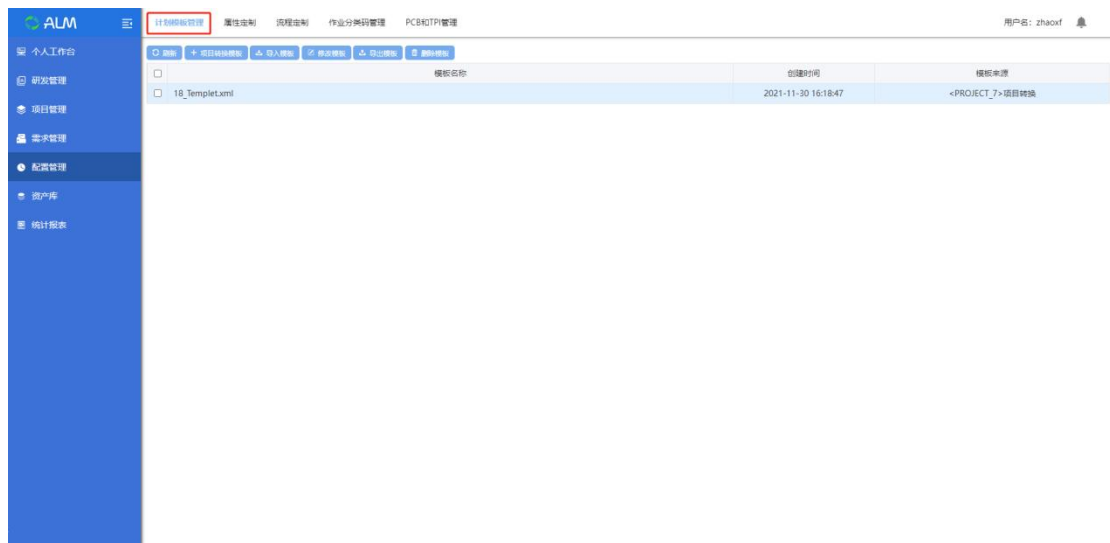 ALM
计划模板管理 属性定制 流程定制 作业分类码管理 PCB和TPI管理 用户名：zhaoxf
个人工作台
研发管理
项目管理
需求管理
配置管理
资产库
统计报表
刷新 项目转换模板 导入模板 修改模板 导出模板 删除模板
模板名称 创建时间 模板来源
18_Templet.xml 2021-11-30 16:18:47 <PROJECT_7>项目转换